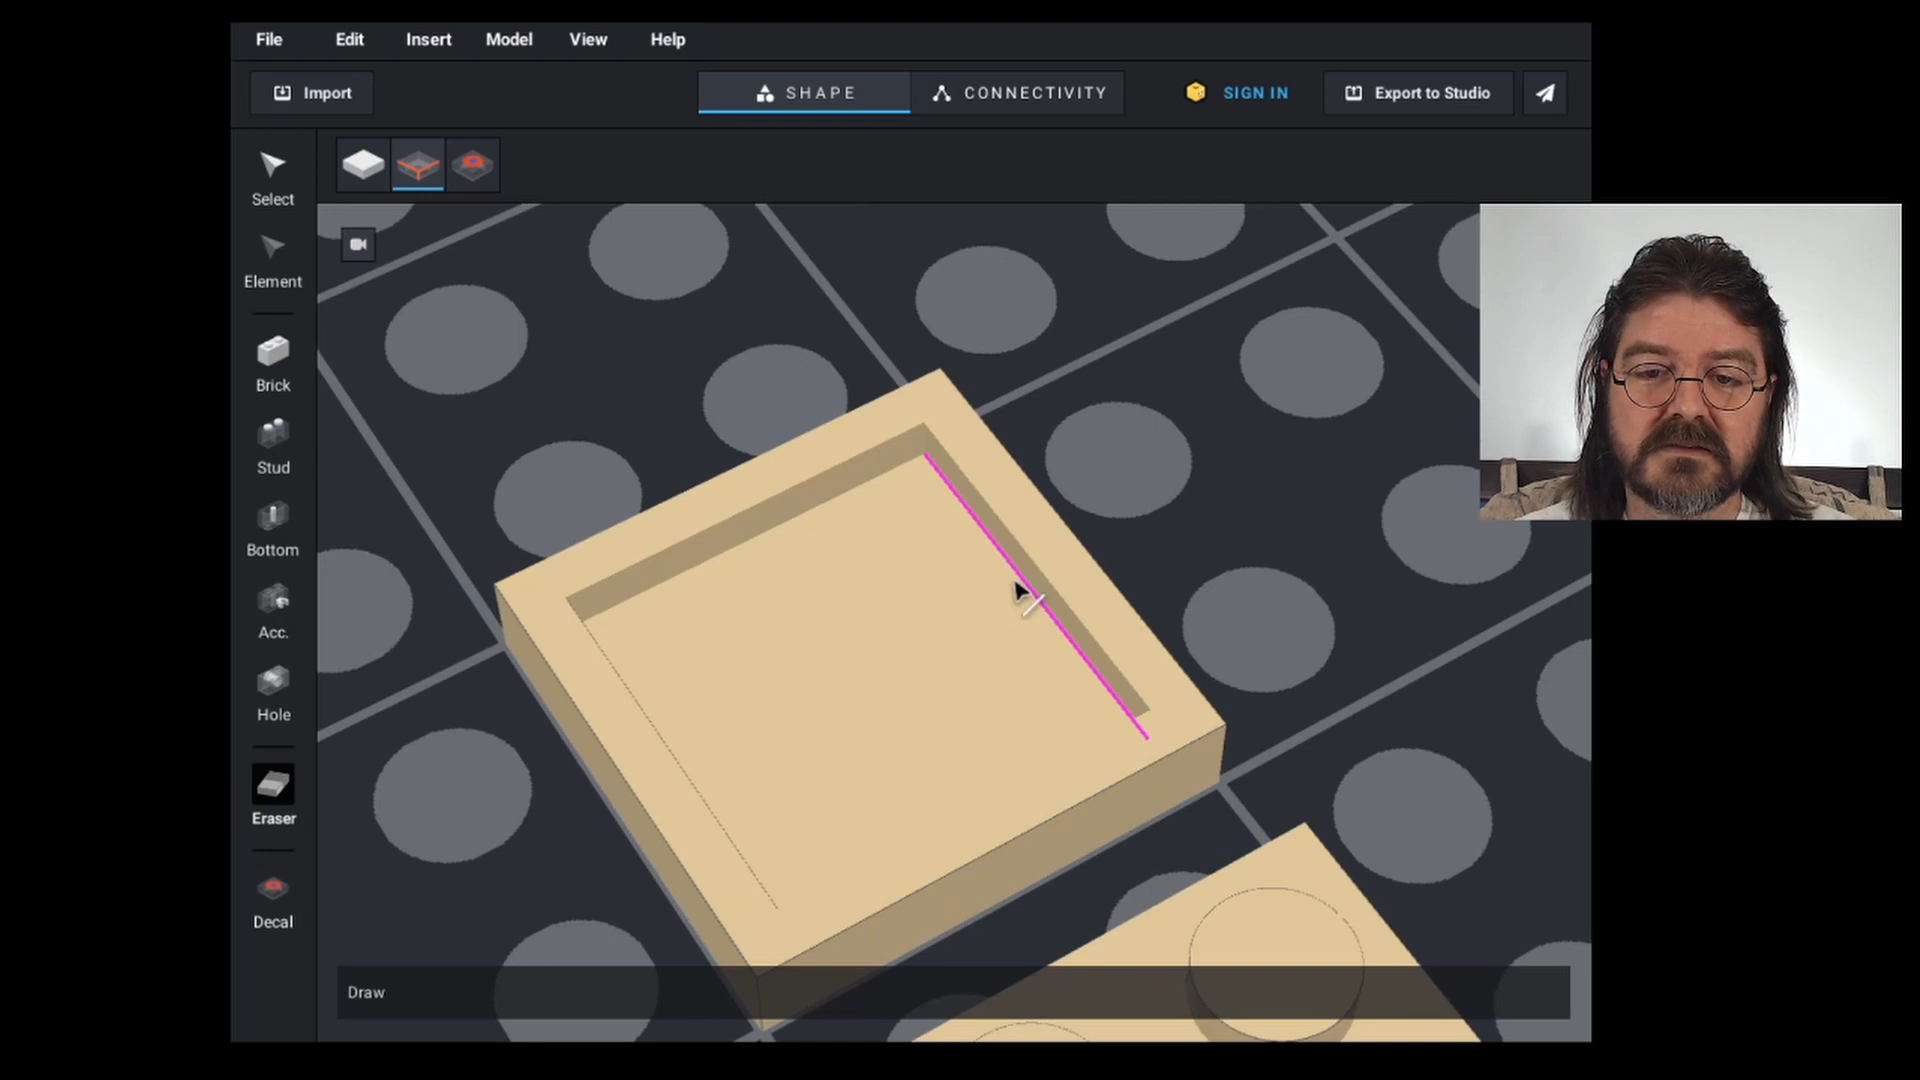 File Edit Insert Model View Help
Import SHAPE CONNECTIVITY SIGN IN Export to Studio
Select
Element
Brick
Stud
Bottom
Acc.
Hole
Eraser
Decal
Draw